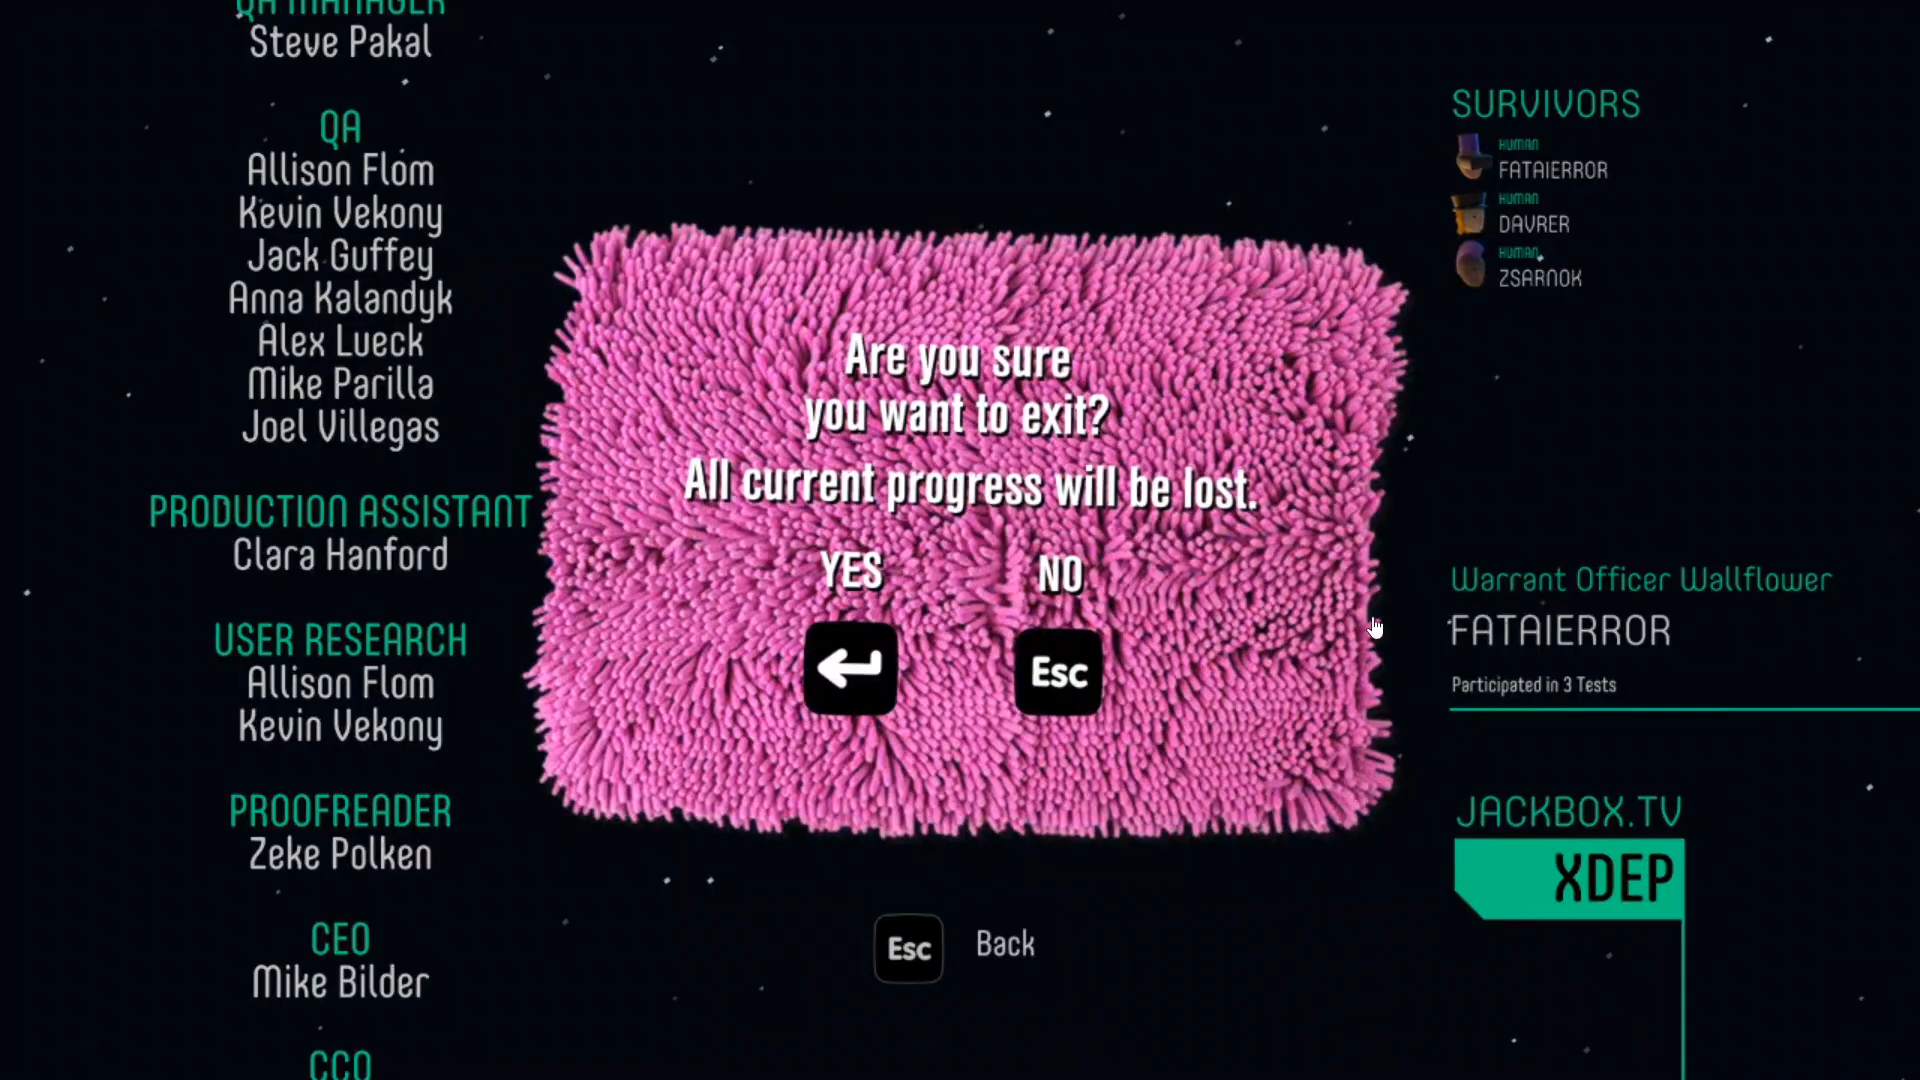 QA MANAGER
Steve Pakal
QA
Allison Flom
Kevin Vekony
Jack Guffey
Anna Kalandyk
Alex Lueck
Mike Parilla
Joel Villegas
PRODUCTION ASSISTANT
Clara Hanford
USER RESEARCH
Allison Flom
Kevin Vekony
PROOFREADER
Zeke Polken
CEO
Mike Bilder
CCO
Are you sure
you want to exit?
All current progress will be lost.
YES NO
Esc
Esc Back
SURVIVORS
HUMAN
FATAIERROR
HUMAN
DAVRER
HUMAN
ZSARNOK
Warrant Officer Wallflower
FATAIERROR
Participated in 3 Tests
JACKBOX.TV
XDEP